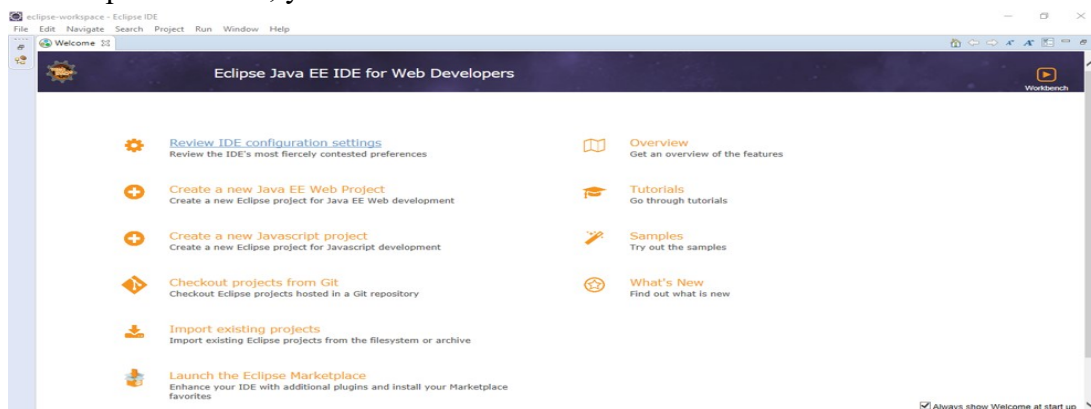 eclipse-workspace - Eclipse IDE
File Edit Navigate Search Project Run Window Help
Welcome
Eclipse Java EE IDE for Web Developers
Workbench
Review IDE configuration settings
Review the IDE's most fiercely contested preferences
Overview
Get an overview of the features
Create a new Java EE Web Project
Create a new Eclipse project for Java EE Web development
Tutorials
Go through tutorials
Create a new Javascript project
Create a new Eclipse project for Javascript development
Samples
Try out the samples
Checkout projects from Git
Checkout Eclipse projects hosted in a Git repository
What's New
Find out what is new
Import existing projects
Import existing Eclipse projects from the filesystem or archive
Launch the Eclipse Marketplace
Enhance your IDE with additional plugins and install your Marketplace
favorites
Always show Welcome at start up